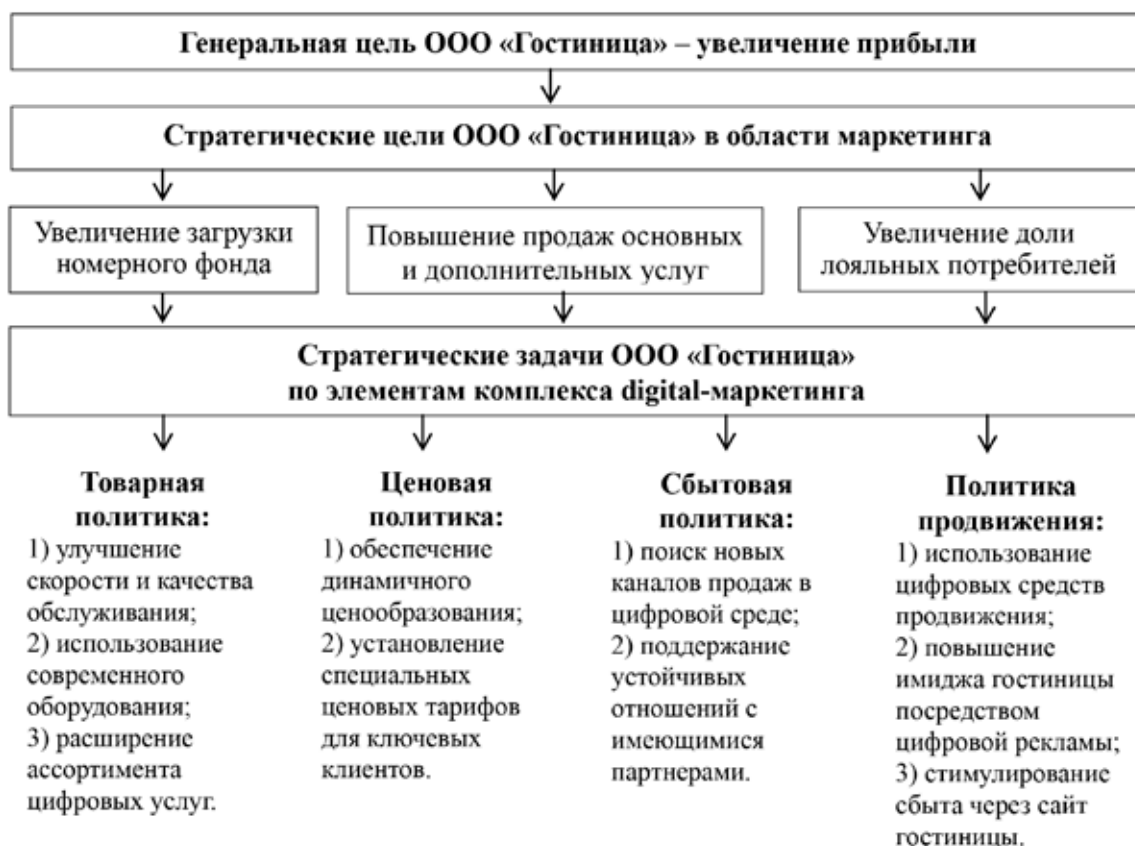 Генеральная цель ООО «Гостиница» – увеличение прибыли
Стратегические цели ООО «Гостиница» в области маркетинга
Увеличение загрузки
номерного фонда
Повышение продаж основных
и дополнительных услуг
Увеличение доли
лояльных потребителей
Стратегические задачи ООО «Гостиница»
по элементам комплекса digital-маркетинга
Товарная
политика:
1) улучшение
скорости и качества
обслуживания;
2) использование
современного
оборудования;
3) расширение
ассортимента
цифровых услуг.
Ценовая
политика:
1) обеспечение
динамичного
ценообразования;
2) установление
специальных
ценовых тарифов
для ключевых
клиентов.
Сбытовая
политика:
1) поиск новых
каналов продаж в
цифровой среде;
2) поддержание
устойчивых
отношений с
имеющимися
партнерами.
Политика
продвижения:
1) использование
цифровых средств
продвижения;
2) повышение
имиджа гостиницы
посредством
цифровой рекламы;
3) стимулирование
сбыта через сайт
гостиницы.